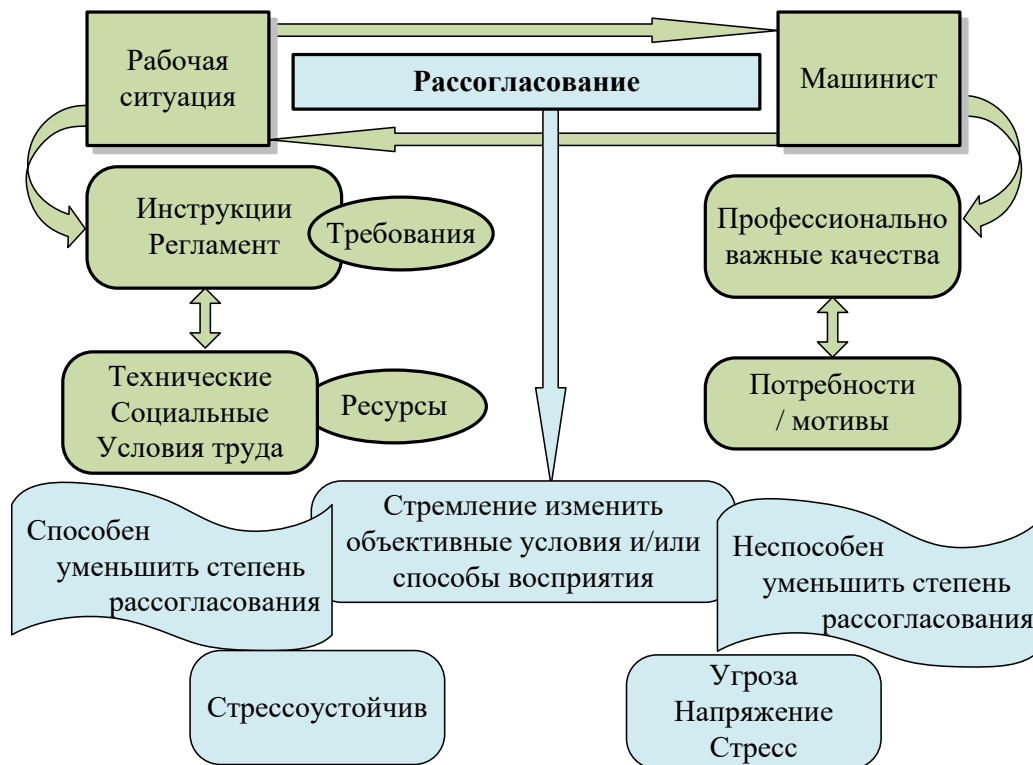 Рабочая
ситуация
Рассогласование
Машинист
Инструкции
Регламент
Требования
Профессионально
важные качества
Технические
Социальные
Условия труда
Ресурсы
Потребности
/ мотивы
Способен
уменьшить степень
рассогласования
Стремление изменить
объективные условия и/или
способы восприятия
Неспособен
уменьшить степень
рассогласования
Стрессоустойчив
Угроза
Напряжение
Стресс